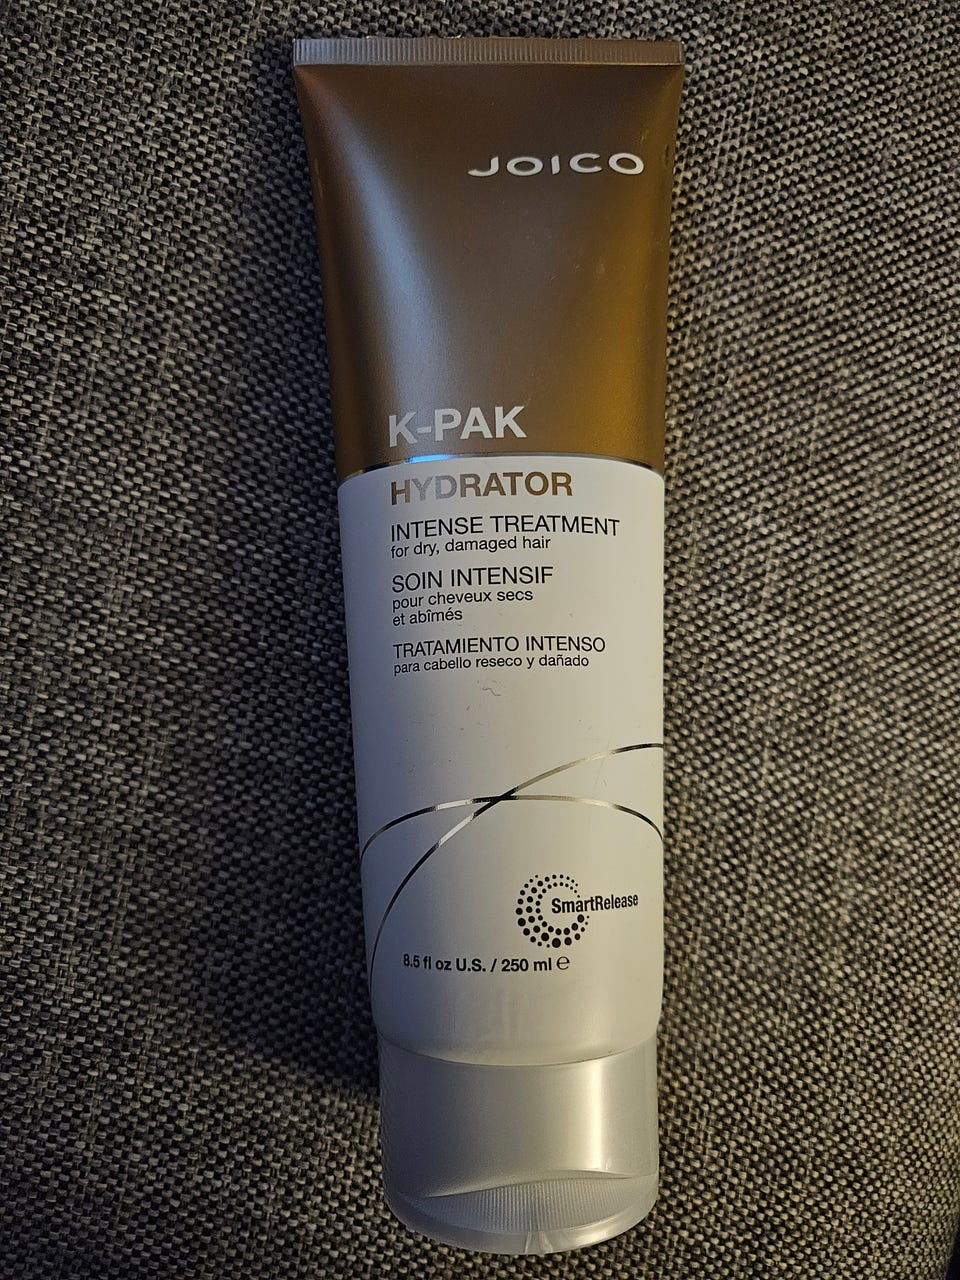 JOICO
K-PAK
HYDRATOR
INTENSE TREATMENT
for dry, damaged hair
SOIN INTENSIF
pour cheveux secs
et abîmés
TRATAMIENTO INTENSO
para cabello reseco y dañado
SmartRelease
8.5 fl oz U.S. / 250 ml ℮